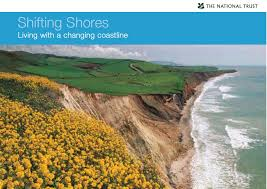 THE NATIONAL TRUST
Shifting Shores
Living with a changing coastline